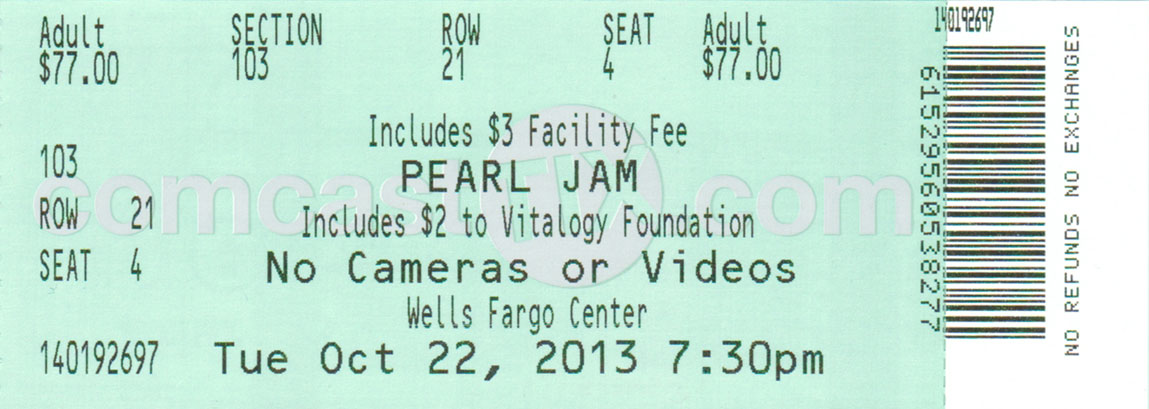 Adult SECTION ROW SEAT Adult
$77.00 103 21 4 $77.00
Includes $3 Facility Fee
103
PEARL JAM
comcastTIX.com
ROW 21
Includes $2 to Vitalogy Foundation
SEAT 4
No Cameras or Videos
Wells Fargo Center
140192697
Tue Oct 22, 2013 7:30pm
140192697
61529560538277
NO REFUNDS NO EXCHANGES